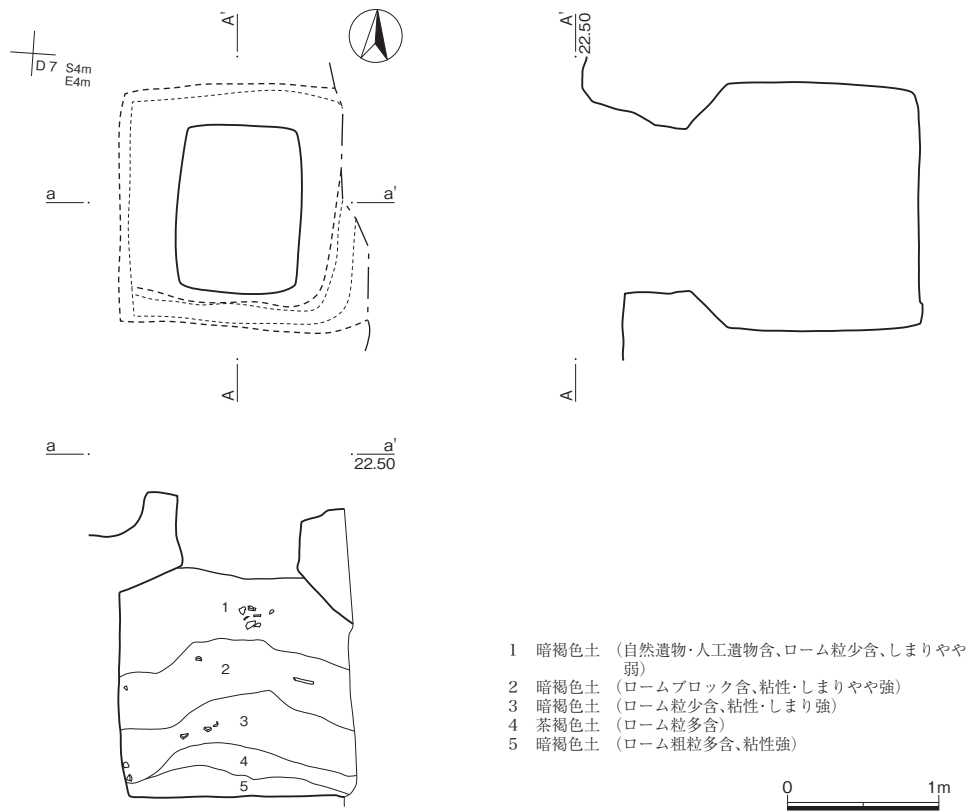 A'
D7 S4m
E4m
a
a'
A
A'
22.50
A
a
a'
22.50
1
2
3
4
5
1 暗褐色土 (自然遺物・人工遺物含、ローム粒少含、しまりやや
弱)
2 暗褐色土 (ロームブロック含、粘性・しまりやや強)
3 暗褐色土 (ローム粒少含、粘性・しまり強)
4 茶褐色土 (ローム粒多含)
5 暗褐色土 (ローム粗粒多含、粘性強)
0 1m